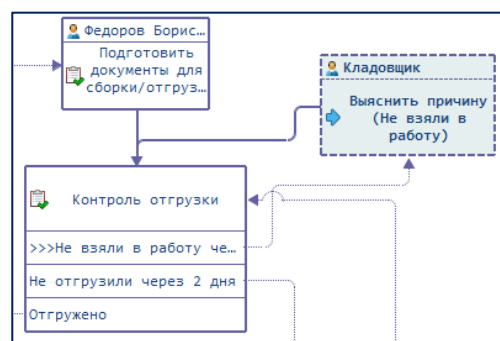 Федоров Борис…
Подготовить
документы для
сборки/отгруз…
Кладовщик
Выяснить причину
(Не взяли в
работу)
Контроль отгрузки
>>>Не взяли в работу че…
Не отгрузили через 2 дня
Отгружено